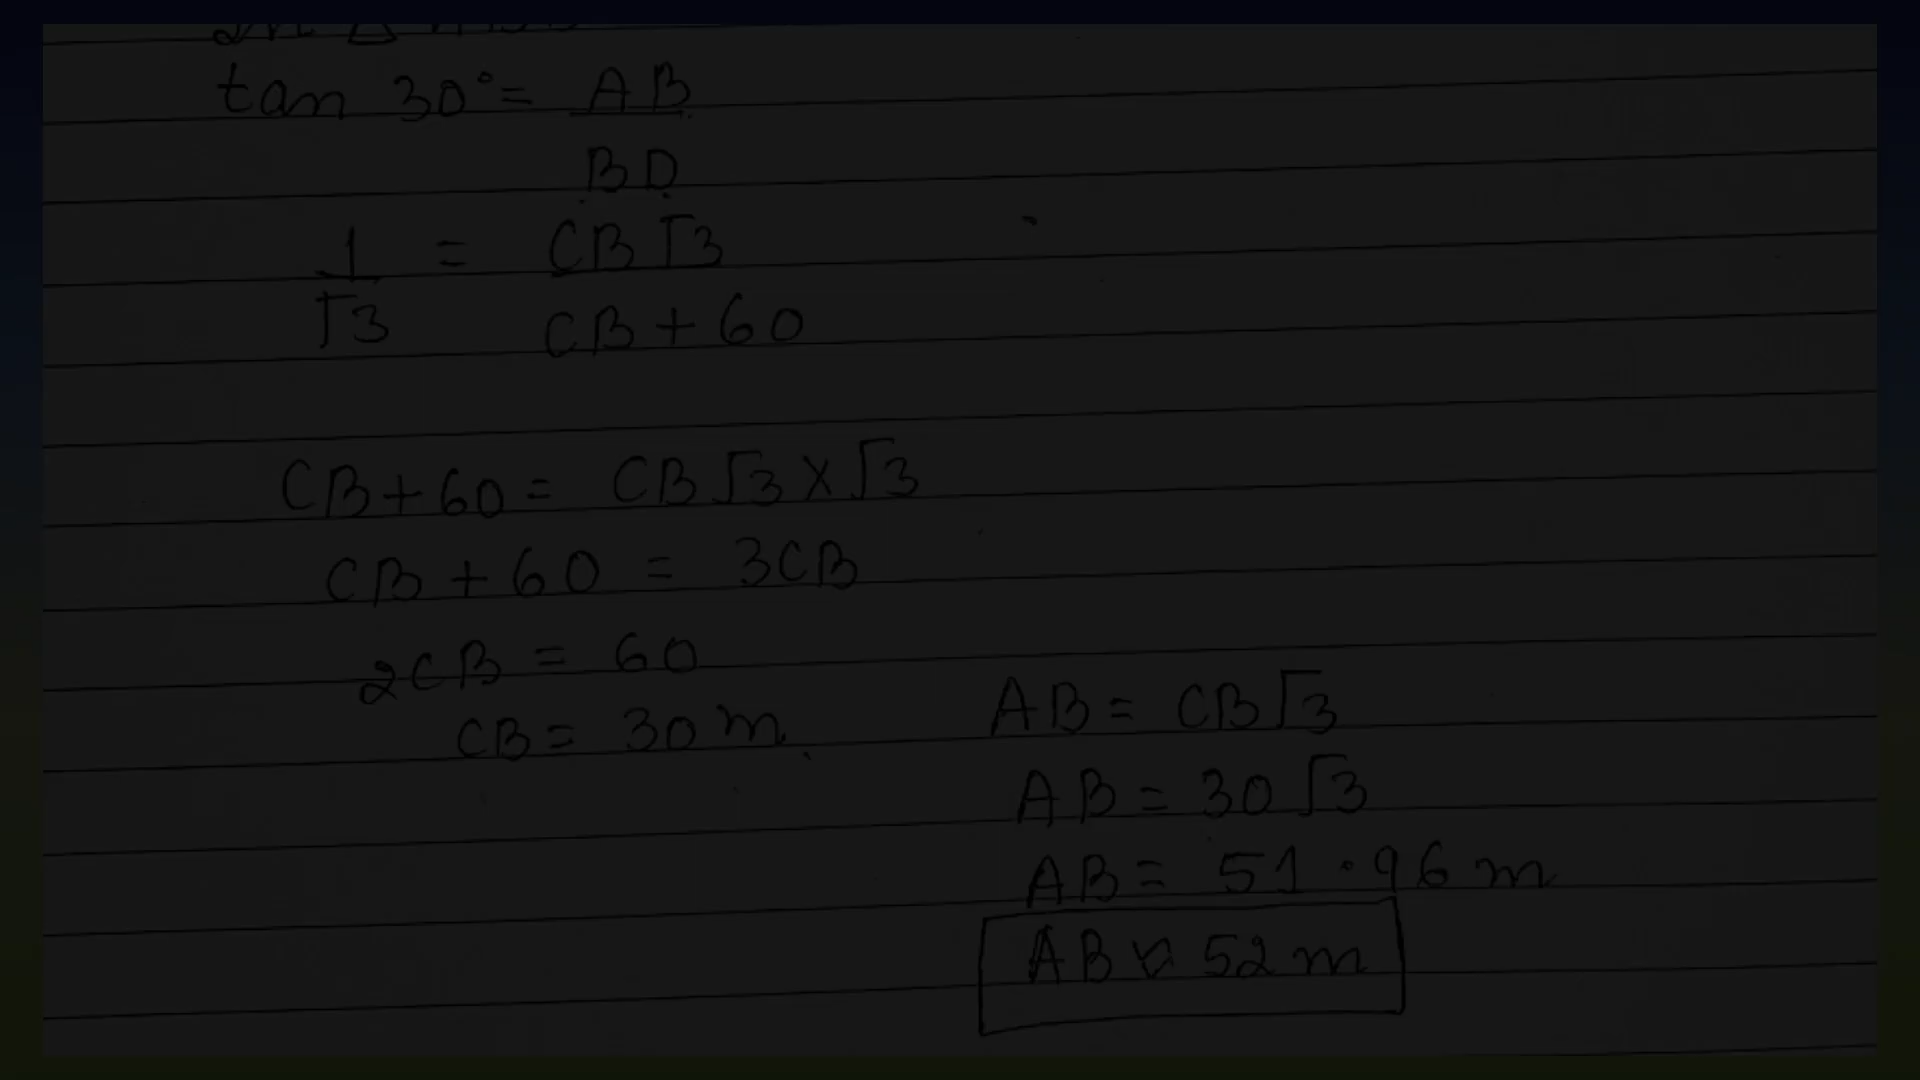 tan 30° = AB
BD
1 = CB√3
√3 CB + 60
CB + 60 = CB√3 × √3
CB + 60 = 3CB
2CB = 60
CB = 30 m
AB = CB√3
AB = 30√3
AB = 51.96 m
AB ≈ 52 m